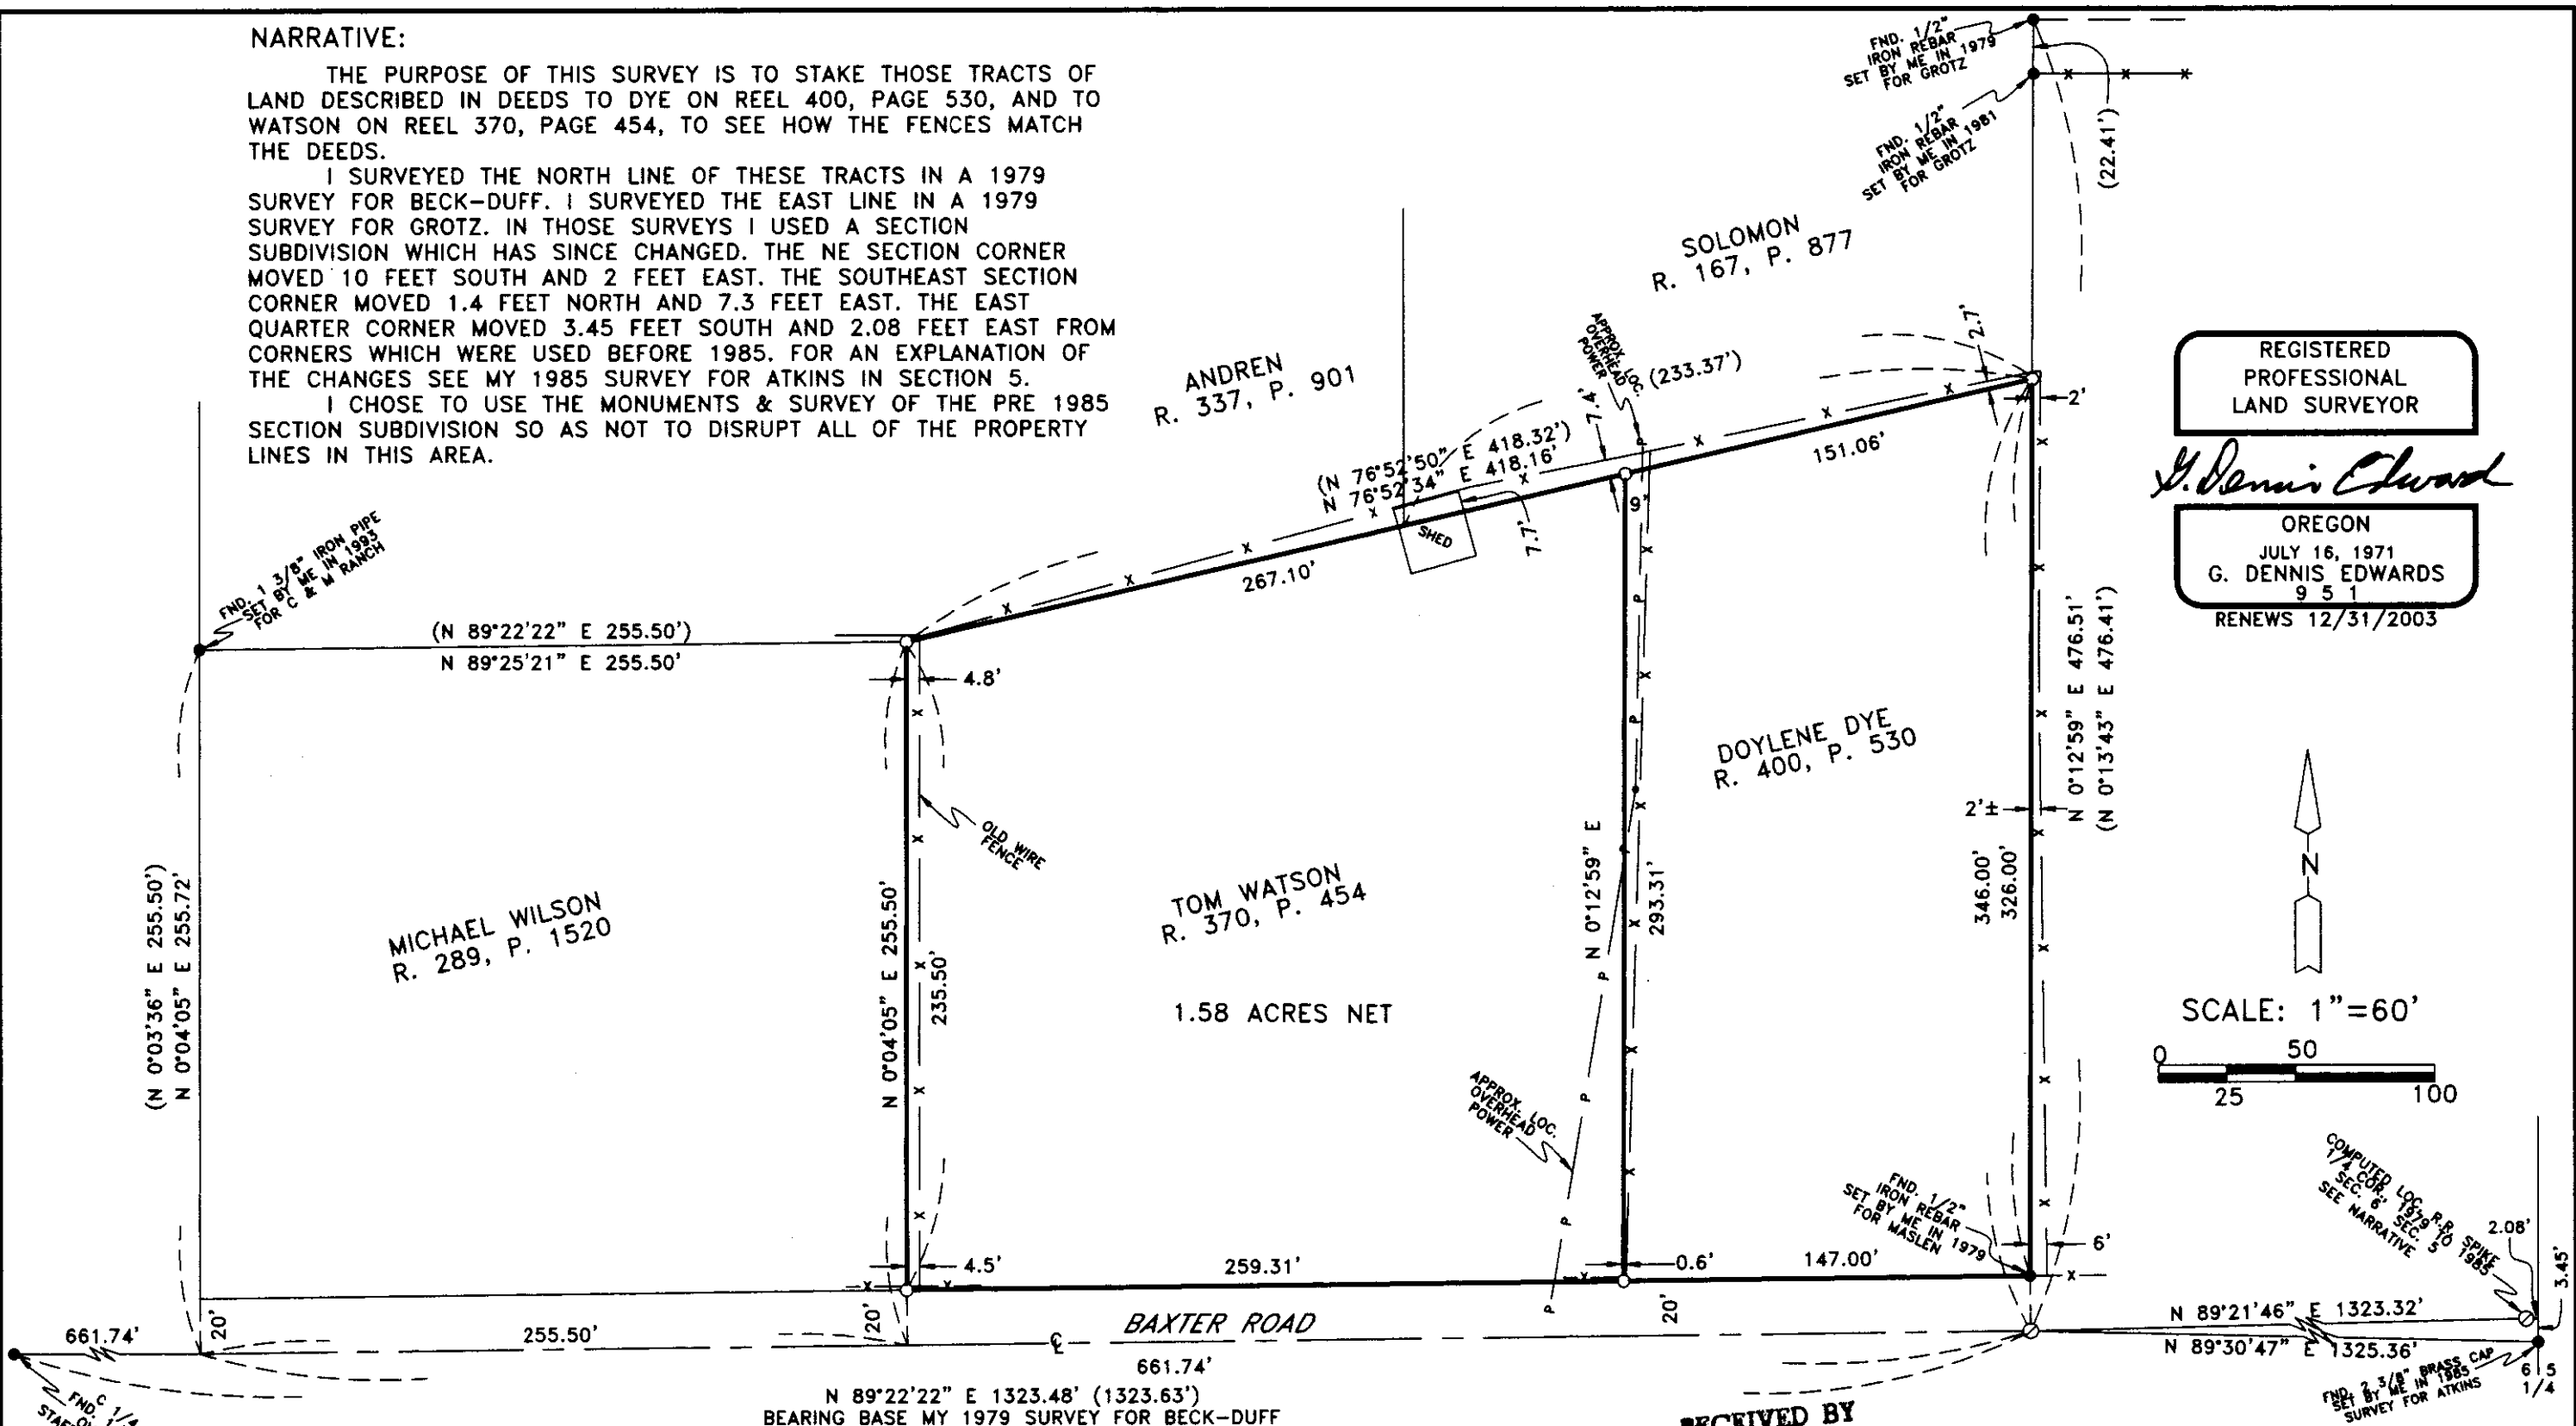 NARRATIVE:
THE PURPOSE OF THIS SURVEY IS TO STAKE THOSE TRACTS OF
LAND DESCRIBED IN DEEDS TO DYE ON REEL 400, PAGE 530, AND TO
WATSON ON REEL 370, PAGE 454, TO SEE HOW THE FENCES MATCH
THE DEEDS.
I SURVEYED THE NORTH LINE OF THESE TRACTS IN A 1979
SURVEY FOR BECK-DUFF. I SURVEYED THE EAST LINE IN A 1979
SURVEY FOR GROTZ. IN THOSE SURVEYS I USED A SECTION
SUBDIVISION WHICH HAS SINCE CHANGED. THE NE SECTION CORNER
MOVED 10 FEET SOUTH AND 2 FEET EAST. THE SOUTHEAST SECTION
CORNER MOVED 1.4 FEET NORTH AND 7.3 FEET EAST. THE EAST
QUARTER CORNER MOVED 3.45 FEET SOUTH AND 2.08 FEET EAST FROM
CORNERS WHICH WERE USED BEFORE 1985. FOR AN EXPLANATION OF
THE CHANGES SEE MY 1985 SURVEY FOR ATKINS IN SECTION 5.
I CHOSE TO USE THE MONUMENTS & SURVEY OF THE PRE 1985
SECTION SUBDIVISION SO AS NOT TO DISRUPT ALL OF THE PROPERTY
LINES IN THIS AREA.
FND. 1/2"
IRON REBAR
SET BY ME IN 1979
FOR GROTZ
FND. 1/2"
IRON REBAR
SET BY ME IN 1981
FOR GROTZ
(22.41')
SOLOMON
R. 167, P. 877
ANDREN
R. 337, P. 901
APPROX. LOC.
OVERHEAD
POWER
(233.37')
2.7'
2'
7.4'
(N 76°52'50" E 418.32')
N 76°52'34" E 418.16'
151.06'
9'
SHED
7.7'
267.10'
REGISTERED
PROFESSIONAL
LAND SURVEYOR
G. Dennis Edward
OREGON
JULY 16, 1971
G. DENNIS EDWARDS
9 5 1
RENEWS 12/31/2003
FND. 1 3/8" IRON PIPE
SET BY ME IN 1993
FOR C & M RANCH
(N 89°22'22" E 255.50')
N 89°25'21" E 255.50'
4.8'
OLD WIRE
FENCE
MICHAEL WILSON
R. 289, P. 1520
(N 0°03'36" E 255.50')
N 0°04'05" E 255.72'
N 0°04'05" E 255.50'
235.50'
TOM WATSON
R. 370, P. 454
1.58 ACRES NET
N 0°12'59" E
293.31'
DOYLENE DYE
R. 400, P. 530
2'±
346.00'
326.00'
N 0°12'59" E 476.51'
(N 0°13'43" E 476.41')
N
SCALE: 1"=60'
0 50
25 100
APPROX. LOC.
OVERHEAD
POWER
FND. 1/2"
IRON REBAR
SET BY ME IN 1979
FOR MASLEN
COMPUTED LOC. R.R. SPIKE
1/4 COR., 1979 TO 1985
SEC. 6 SEC. 5
SEE NARRATIVE
2.08'
3.45'
4.5'
259.31'
0.6'
147.00'
6'
20'
20'
20'
661.74'
255.50'
BAXTER ROAD
661.74'
N 89°22'22" E 1323.48' (1323.63')
BEARING BASE MY 1979 SURVEY FOR BECK-DUFF
N 89°21'46" E 1323.32'
N 89°30'47" E 1325.36'
FND. 2 3/8" BRASS CAP
SET BY ME IN 1985
SURVEY FOR ATKINS
6 5
1/4
C 1/4
FND.
RECEIVED BY